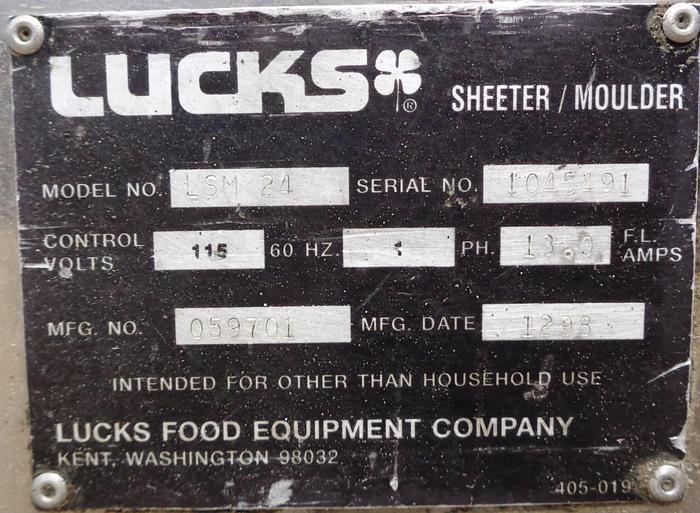 LUCKS ® SHEETER / MOULDER
MODEL NO. LSM 24 SERIAL NO. 1045491
CONTROL VOLTS 115 60 HZ. 1 PH. 13.0 F.L. AMPS
MFG. NO. 059701 MFG. DATE 1298
INTENDED FOR OTHER THAN HOUSEHOLD USE
LUCKS FOOD EQUIPMENT COMPANY
KENT, WASHINGTON 98032
405-019